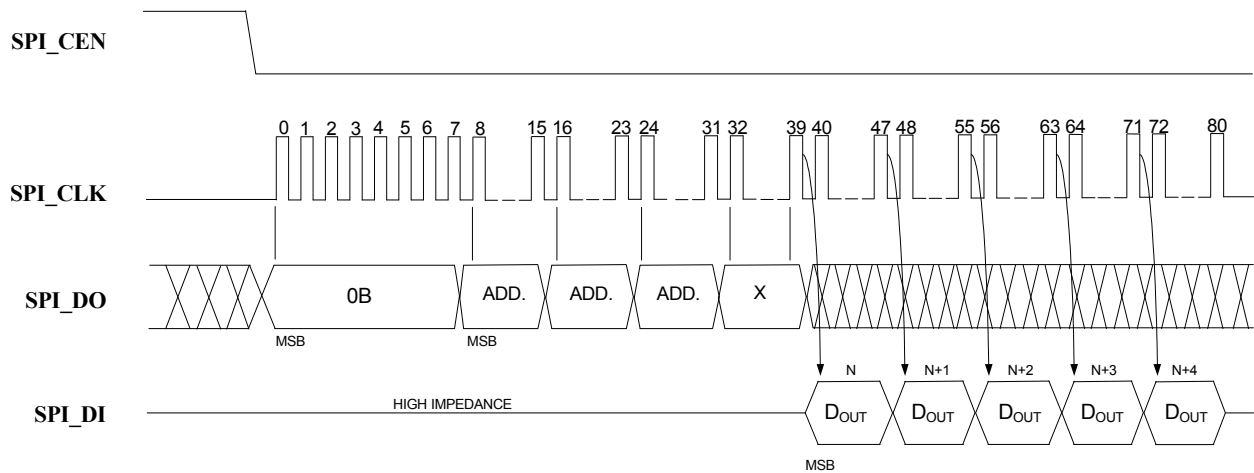 SPI_CEN
0 1 2 3 4 5 6 7 8 15 16 23 24 31 32 39 40 47 48 55 56 63 64 71 72 80
SPI_CLK
SPI_DO
0B ADD. ADD. ADD. X
MSB MSB
N N+1 N+2 N+3 N+4
SPI_DI
HIGH IMPEDANCE
DOUT DOUT DOUT DOUT DOUT
MSB